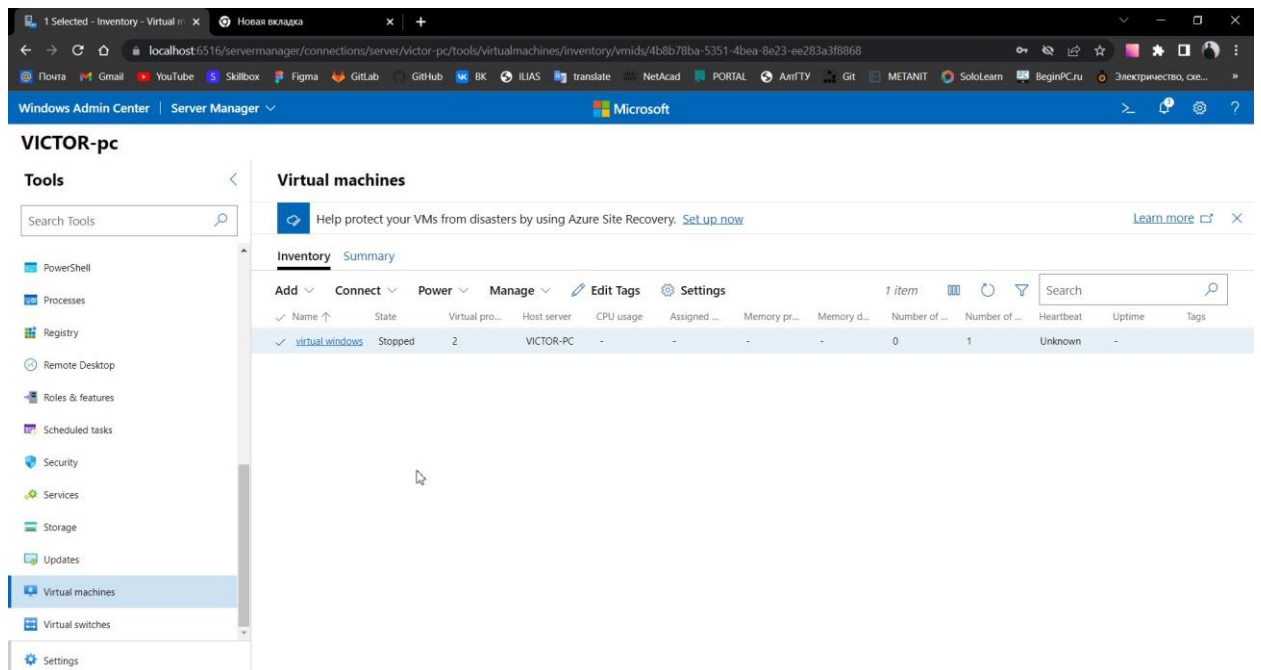 1 Selected - Inventory - Virtual m
Новая вкладка
localhost:6516/servermanager/connections/server/victor-pc/tools/virtualmachines/inventory/vmids/4b8b78ba-5351-4bea-8e23-ee283a3f8868
Почта Gmail YouTube Skillbox Figma GitLab GitHub ВК ILIAS translate NetAcad PORTAL АлтГТУ Git METANIT SoloLearn BeginPC.ru Электричество, схе... »
Windows Admin Center | Server Manager
Microsoft
VICTOR-pc
Tools
Search Tools
PowerShell
Processes
Registry
Remote Desktop
Roles & features
Scheduled tasks
Security
Services
Storage
Updates
Virtual machines
Virtual switches
Settings
Virtual machines
Help protect your VMs from disasters by using Azure Site Recovery. Set up now
Learn more
Inventory Summary
Add Connect Power Manage Edit Tags Settings 1 item Search
Name ↑ State Virtual pro... Host server CPU usage Assigned ... Memory pr... Memory d... Number of ... Number of ... Heartbeat Uptime Tags
virtual windows Stopped 2 VICTOR-PC - - - - 0 1 Unknown -